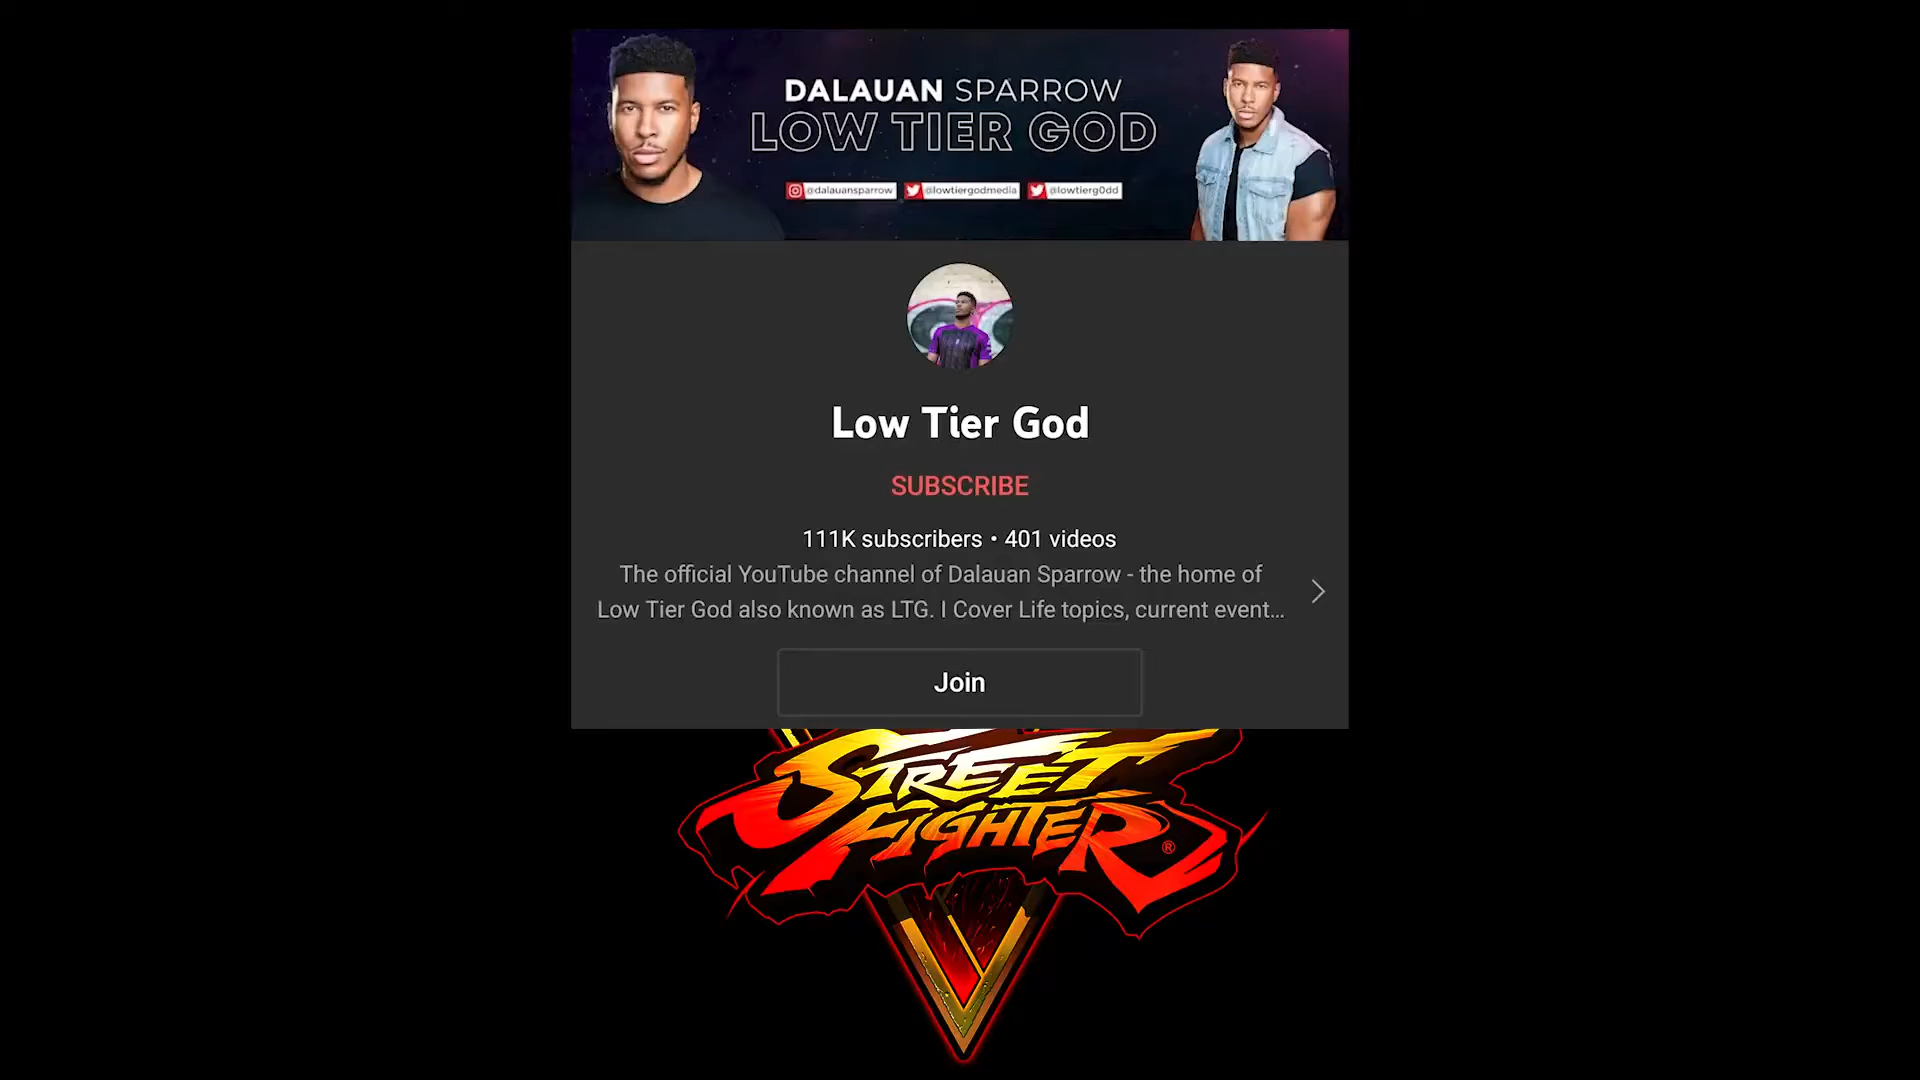 DALAUAN SPARROW
LOW TIER GOD
@dalauansparrow @lowtiergodmedia @lowtierg0dd
Low Tier God
SUBSCRIBE
111K subscribers • 401 videos
The official YouTube channel of Dalauan Sparrow - the home of
Low Tier God also known as LTG. I Cover Life topics, current event...
Join
STREET
FIGHTER®
V